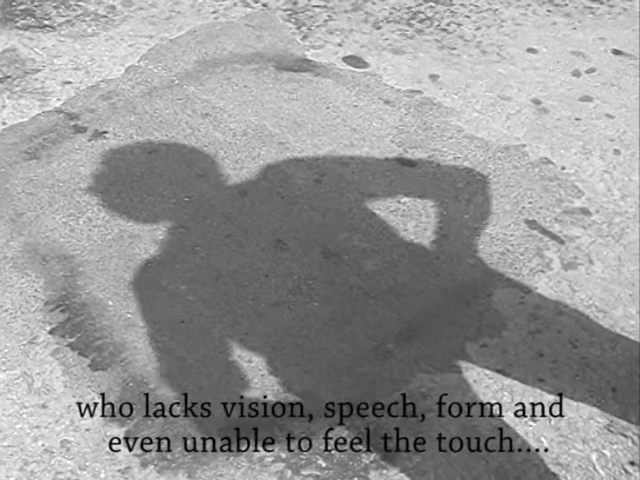 who lacks vision, speech, form and
even unable to feel the touch....